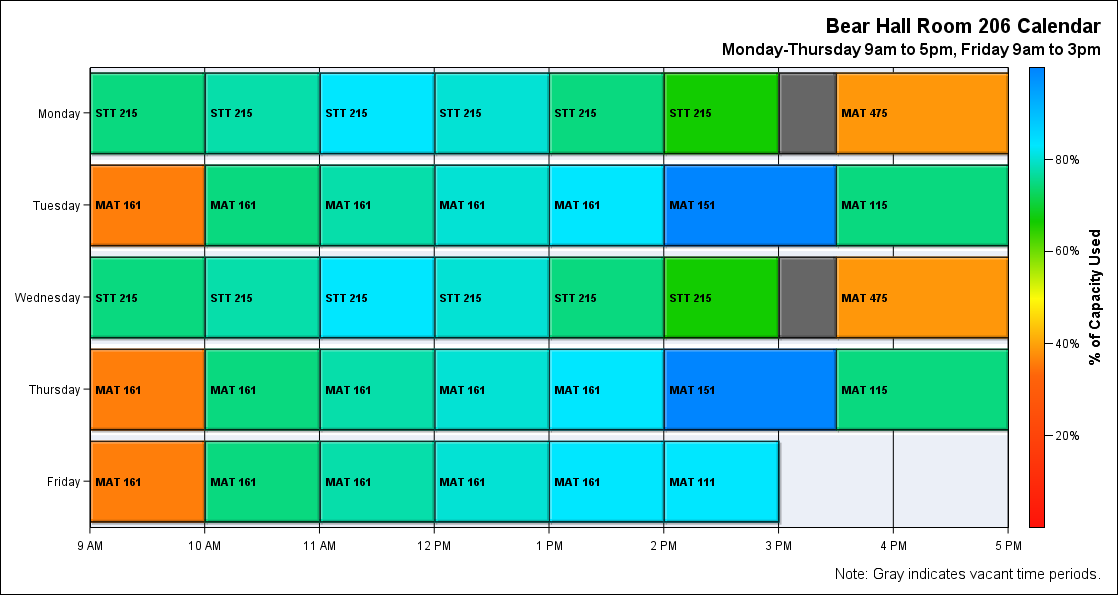 Bear Hall Room 206 Calendar
Monday-Thursday 9am to 5pm, Friday 9am to 3pm
Monday STT 215 STT 215 STT 215 STT 215 STT 215 STT 215 MAT 475
80%
Tuesday MAT 161 MAT 161 MAT 161 MAT 161 MAT 161 MAT 151 MAT 115
60%
Wednesday STT 215 STT 215 STT 215 STT 215 STT 215 STT 215 MAT 475
% of Capacity Used
40%
Thursday MAT 161 MAT 161 MAT 161 MAT 161 MAT 161 MAT 151 MAT 115
20%
Friday MAT 161 MAT 161 MAT 161 MAT 161 MAT 161 MAT 111
9 AM 10 AM 11 AM 12 PM 1 PM 2 PM 3 PM 4 PM 5 PM
Note: Gray indicates vacant time periods.